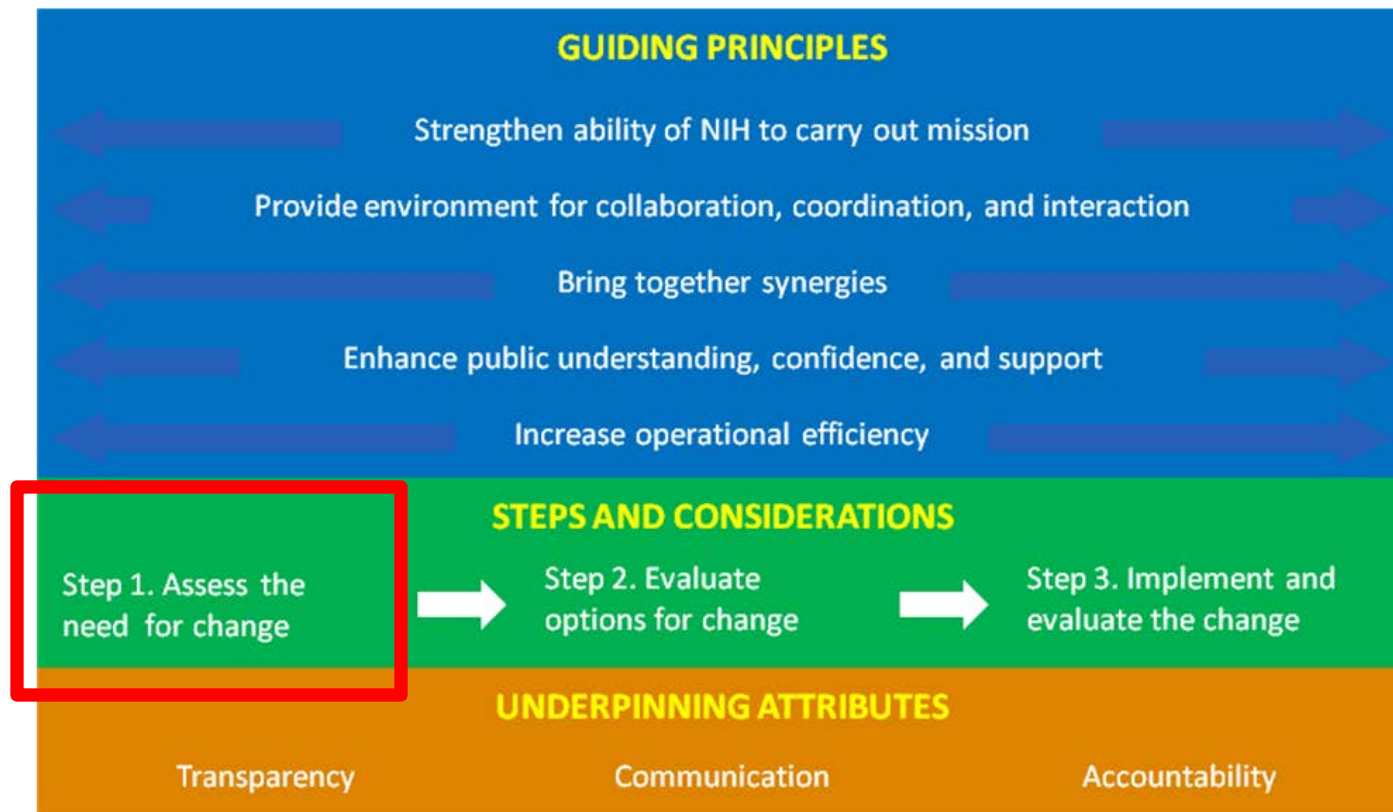 GUIDING PRINCIPLES
Strengthen ability of NIH to carry out mission
Provide environment for collaboration, coordination, and interaction
Bring together synergies
Enhance public understanding, confidence, and support
Increase operational efficiency
STEPS AND CONSIDERATIONS
Step 1. Assess the
need for change
Step 2. Evaluate
options for change
Step 3. Implement and
evaluate the change
UNDERPINNING ATTRIBUTES
Transparency
Communication
Accountability